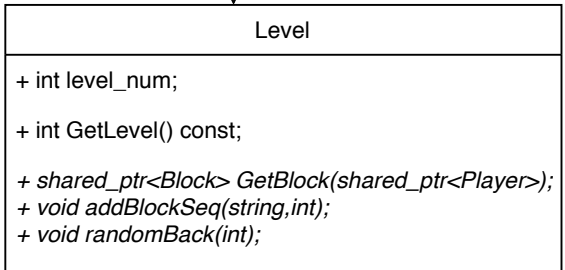 Level
+ int level_num;
+ int GetLevel() const;
+ shared_ptr<Block> GetBlock(shared_ptr<Player>);
+ void addBlockSeq(string,int);
+ void randomBack(int);